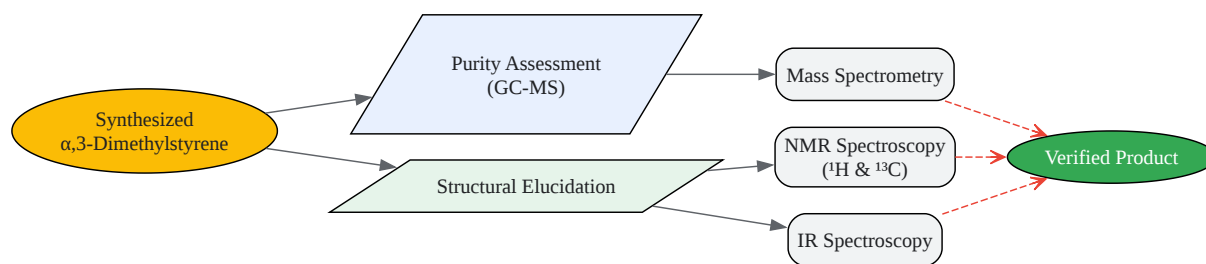 Synthesized
α,3-Dimethylstyrene
Purity Assessment
(GC-MS)
Structural Elucidation
Mass Spectrometry
NMR Spectroscopy
(¹H & ¹³C)
IR Spectroscopy
Verified Product